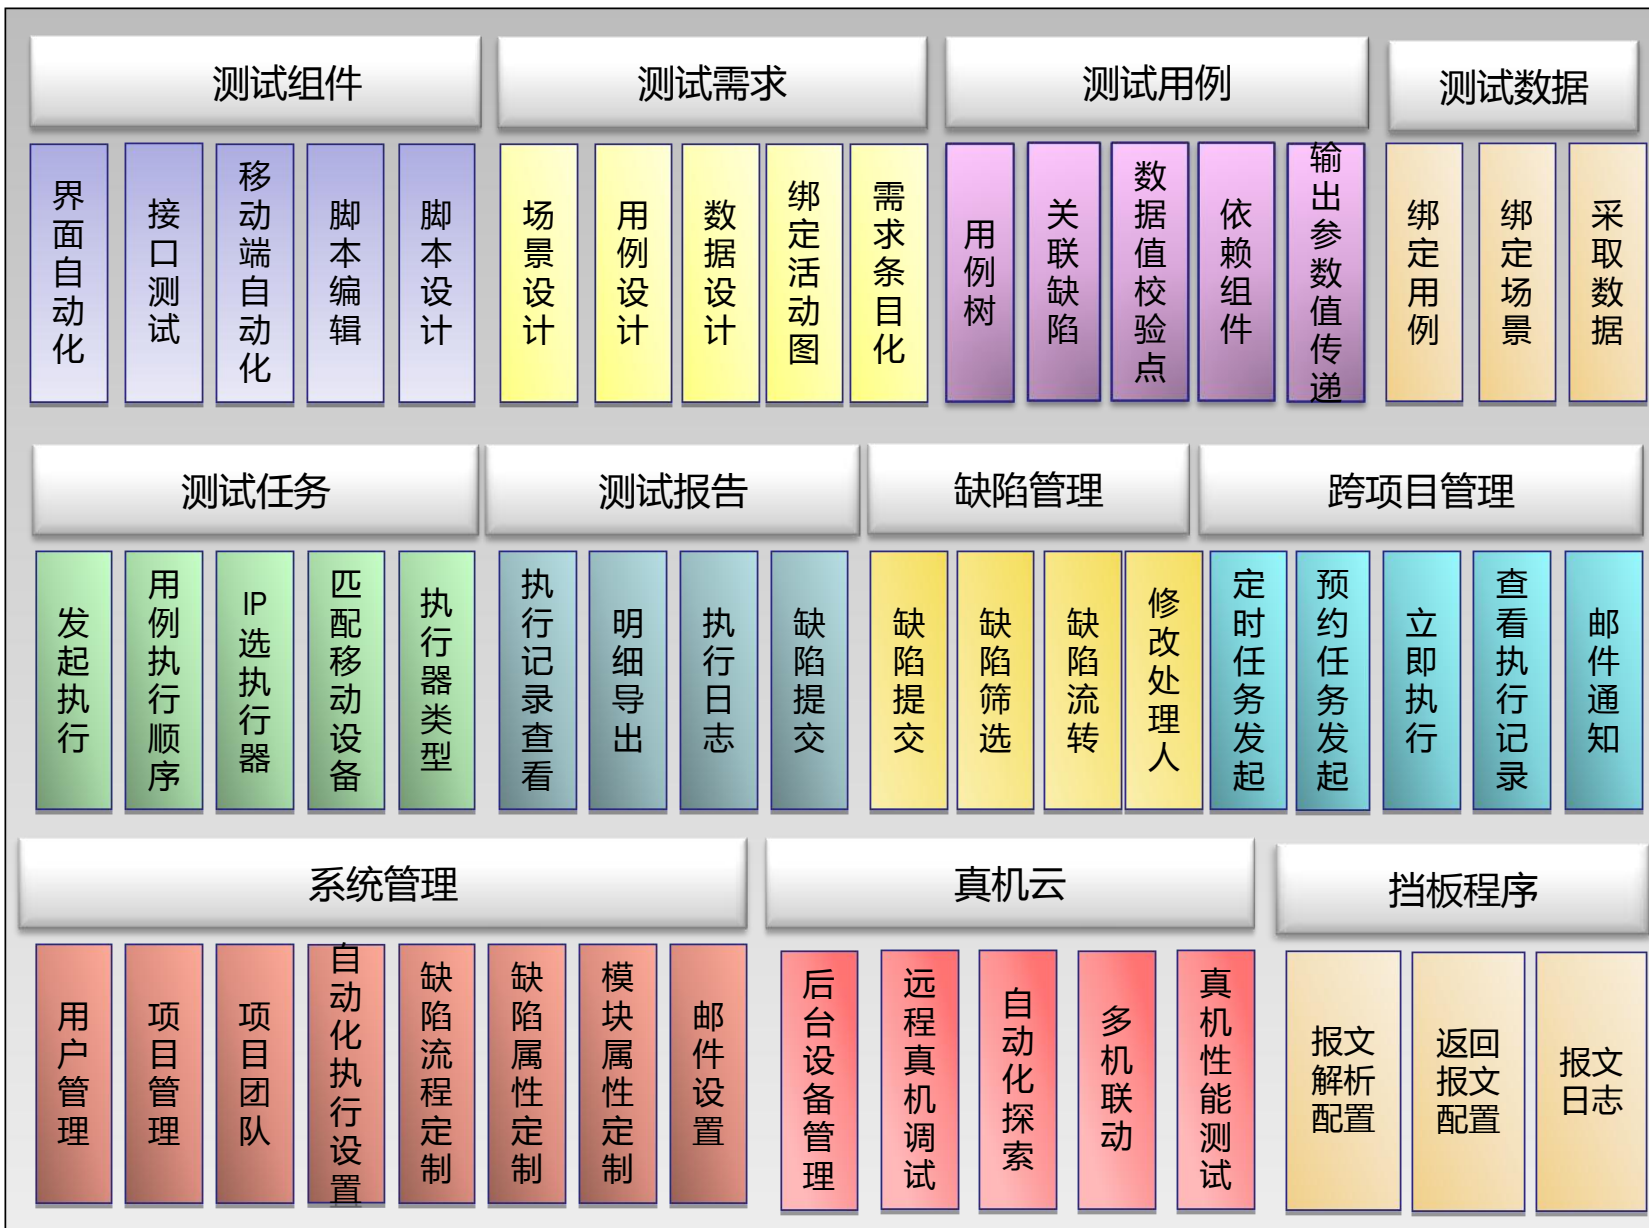 测试组件
测试需求
测试用例
测试数据
界面自动化
接口测试
移动端自动化
脚本编辑
脚本设计
场景设计
用例设计
数据设计
绑定活动图
需求条目化
用例树
关联缺陷
数据值校验点
依赖组件
输出参数值传递
绑定用例
绑定场景
采取数据
测试任务
测试报告
缺陷管理
跨项目管理
发起执行
用例执行顺序
IP选执行器
匹配移动设备
执行器类型
执行记录查看
明细导出
执行日志
缺陷提交
缺陷提交
缺陷筛选
缺陷流转
修改处理人
定时任务发起
预约任务发起
立即执行
查看执行记录
邮件通知
系统管理
真机云
挡板程序
用户管理
项目管理
项目团队
自动化执行设置
缺陷流程定制
缺陷属性定制
模块属性定制
邮件设置
后台设备管理
远程真机调试
自动化探索
多机联动
真机性能测试
报文
解析
配置
返回
报文
配置
报文
日志